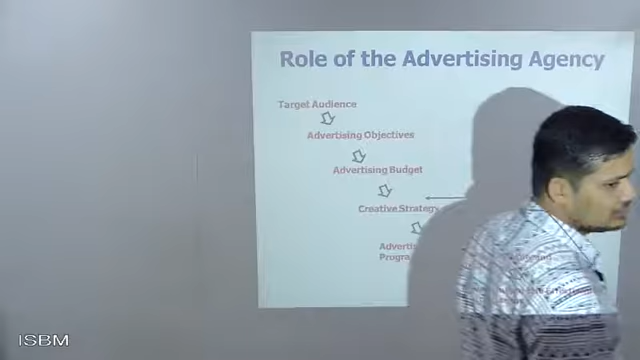 Role of the Advertising Agency
Target Audience
Advertising Objectives
Advertising Budget
Creative Strategy
ISBM